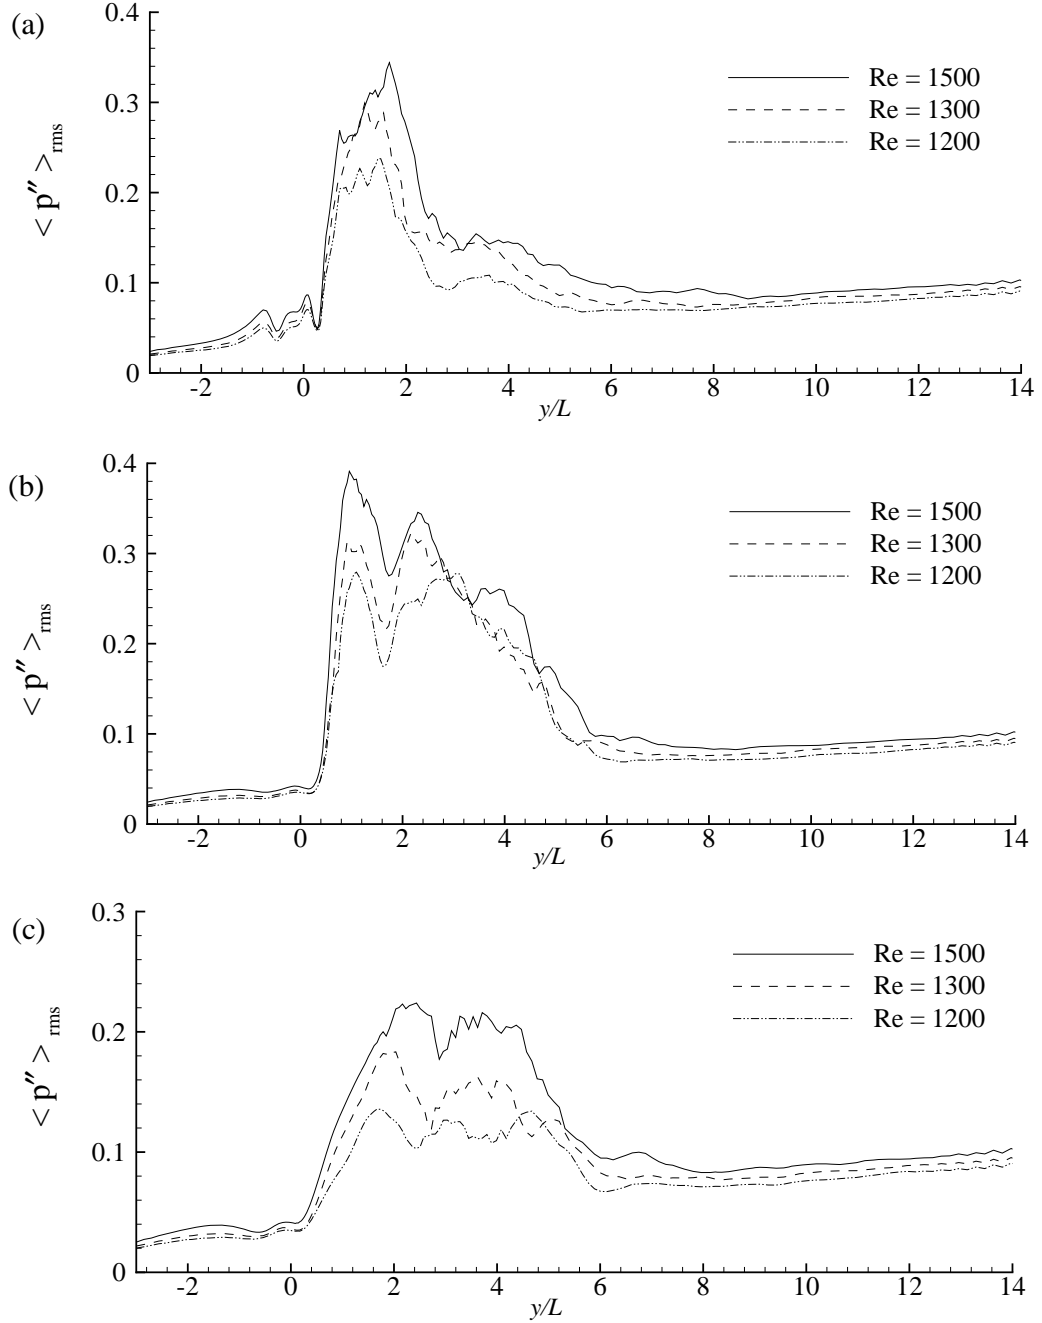 (a)
0.4
0.3
0.2
0.1
0
< p″ >rms
Re = 1500
Re = 1300
Re = 1200
-2 0 2 4 6 8 10 12 14
y/L
(b)
0.4
0.3
0.2
0.1
0
< p″ >rms
Re = 1500
Re = 1300
Re = 1200
-2 0 2 4 6 8 10 12 14
y/L
(c)
0.3
0.2
0.1
0
< p″ >rms
Re = 1500
Re = 1300
Re = 1200
-2 0 2 4 6 8 10 12 14
y/L